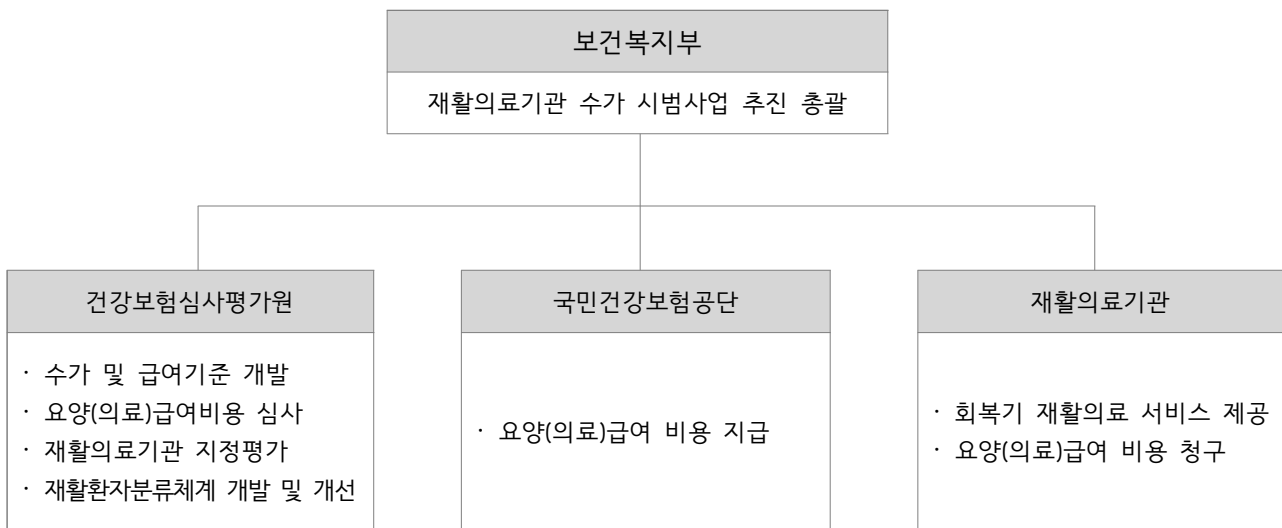 보건복지부
재활의료기관 수가 시범사업 추진 총괄
건강보험심사평가원
· 수가 및 급여기준 개발
· 요양(의료)급여비용 심사
· 재활의료기관 지정평가
· 재활환자분류체계 개발 및 개선
국민건강보험공단
· 요양(의료)급여 비용 지급
재활의료기관
· 회복기 재활의료 서비스 제공
· 요양(의료)급여 비용 청구